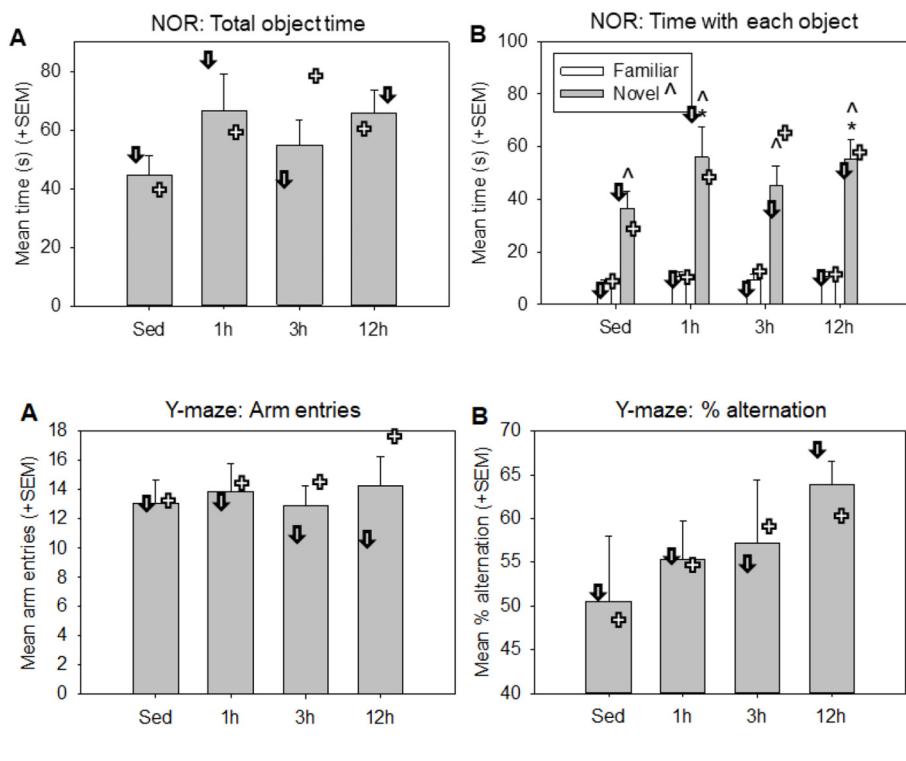 A
NOR: Total object time
Mean time (s) (+SEM)
80
60
40
20
0
Sed 1h 3h 12h
B
NOR: Time with each object
Mean time (s) (+SEM)
100
80
60
40
20
0
Familiar
Novel ^
^
^
*
^
^
*
Sed 1h 3h 12h
A
Y-maze: Arm entries
Mean arm entries (+SEM)
18
16
14
12
10
8
6
4
2
0
Sed 1h 3h 12h
B
Y-maze: % alternation
Mean % alternation (+SEM)
70
65
60
55
50
45
40
Sed 1h 3h 12h